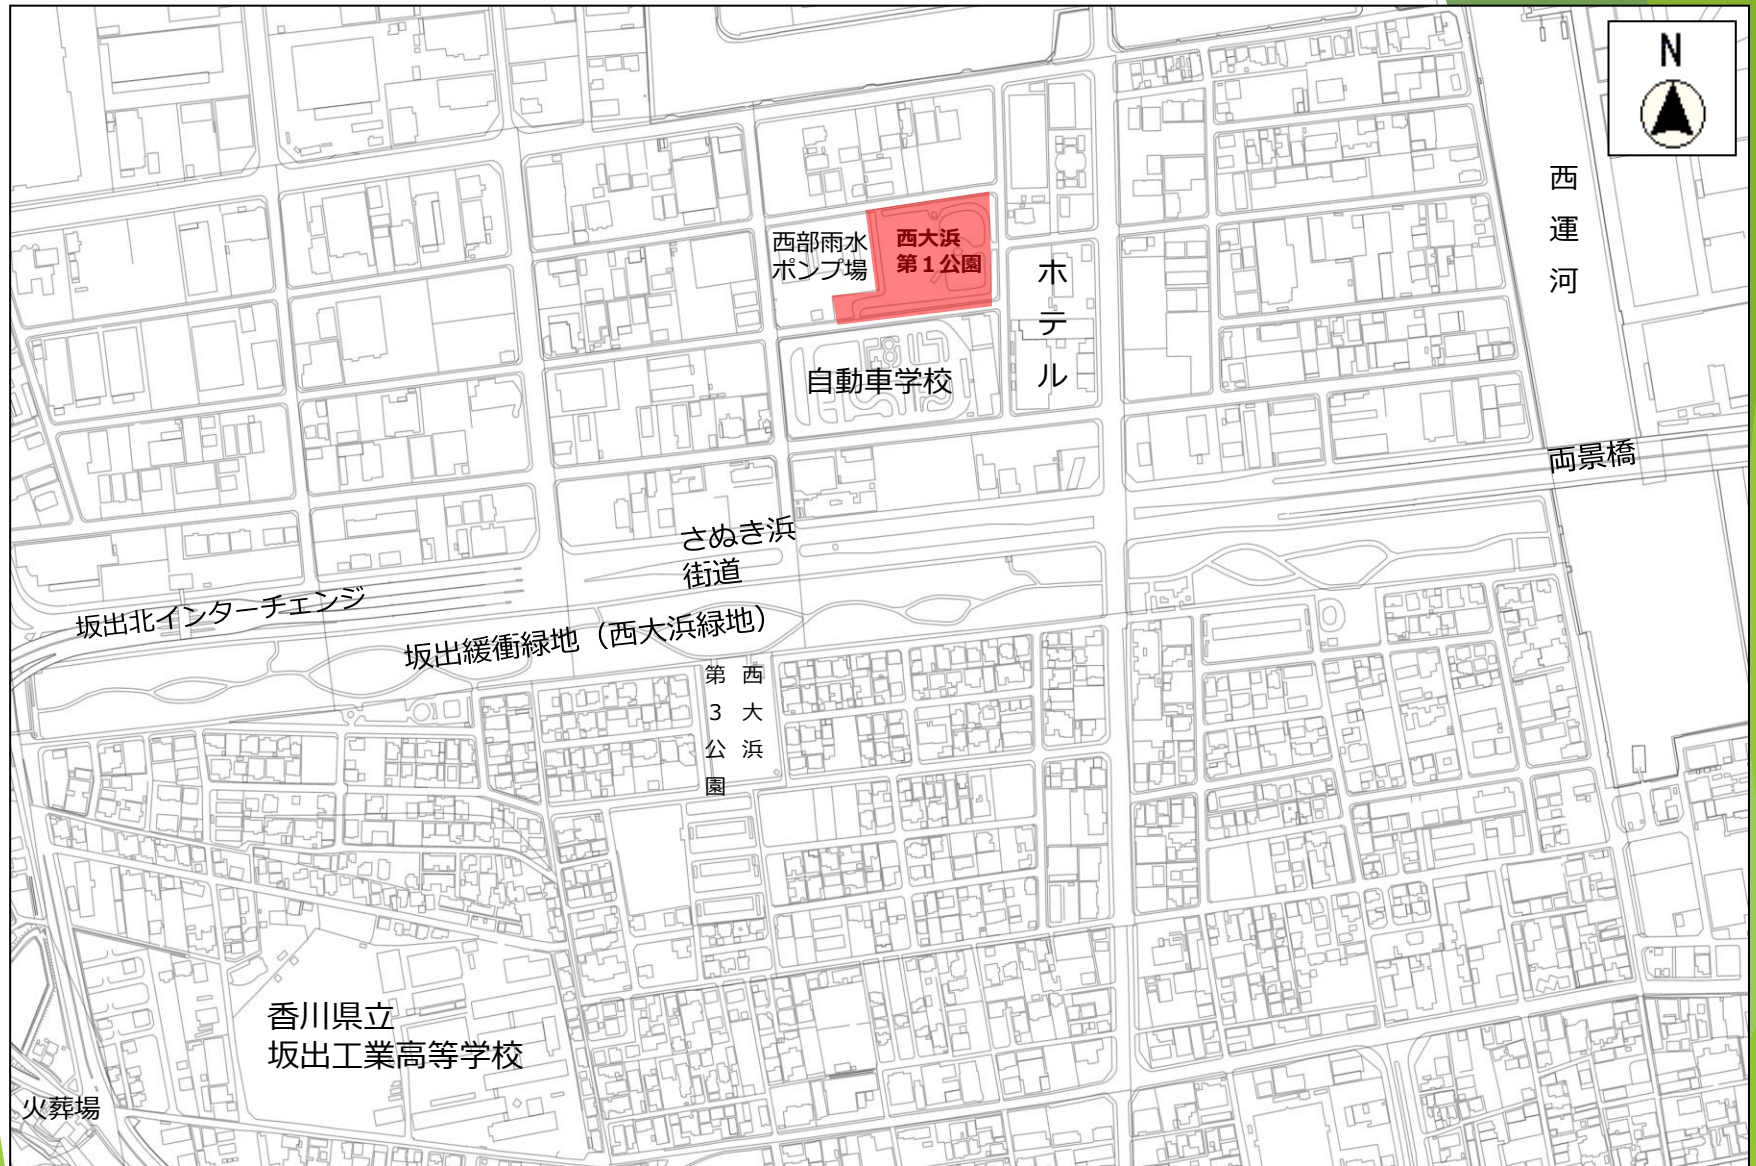 N
西運河
西部雨水
ポンプ場
西大浜
第１公園
ホテル
自動車学校
両景橋
さぬき浜
街道
坂出北インターチェンジ
坂出緩衝緑地（西大浜緑地）
西大浜
第3公園
香川県立
坂出工業高等学校
火葬場